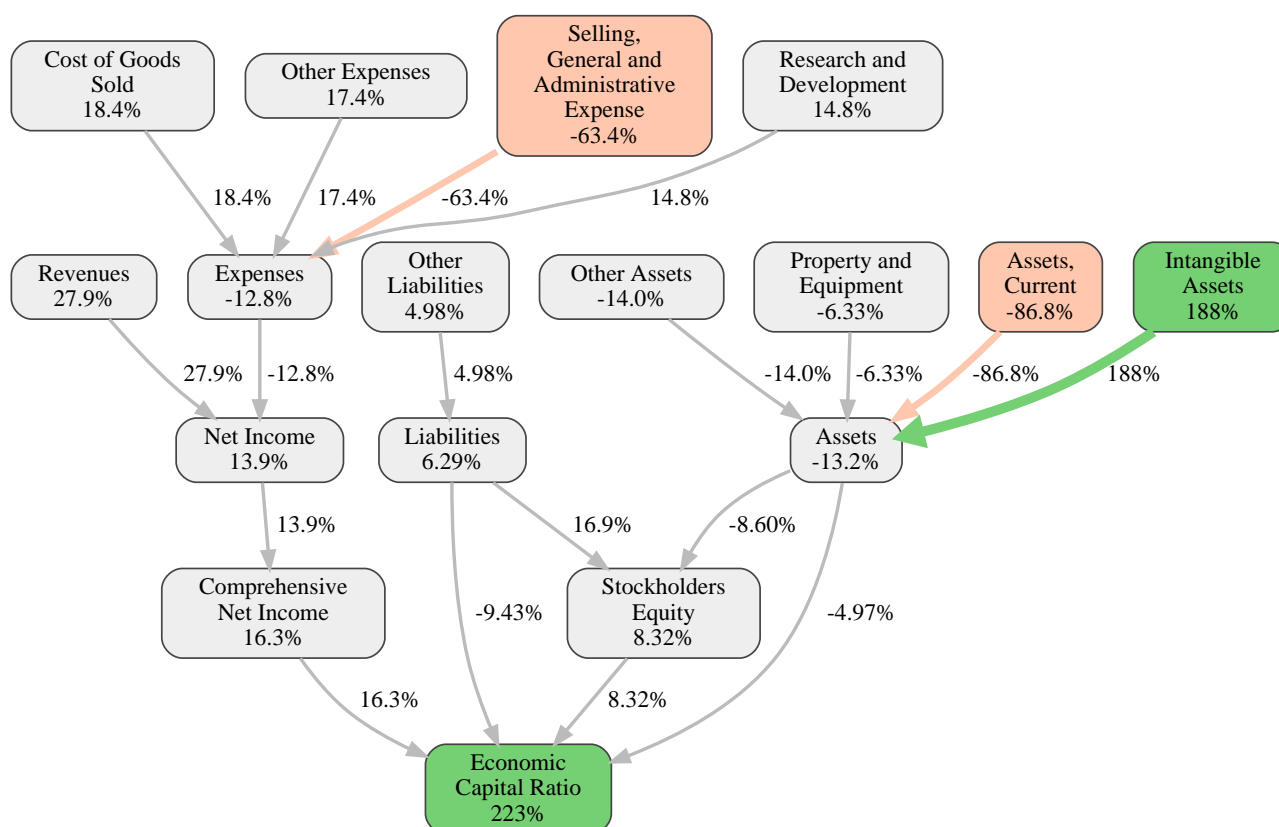 Cost of Goods
Sold
18.4%
Other Expenses
17.4%
Selling,
General and
Administrative
Expense
-63.4%
Research and
Development
14.8%
18.4%
17.4%
-63.4%
14.8%
Revenues
27.9%
Expenses
-12.8%
Other
Liabilities
4.98%
Other Assets
-14.0%
Property and
Equipment
-6.33%
Assets,
Current
-86.8%
Intangible
Assets
188%
27.9%
-12.8%
4.98%
-14.0%
-6.33%
-86.8%
188%
Net Income
13.9%
Liabilities
6.29%
Assets
-13.2%
13.9%
16.9%
-8.60%
Comprehensive
Net Income
16.3%
-9.43%
Stockholders
Equity
8.32%
-4.97%
16.3%
8.32%
Economic
Capital Ratio
223%